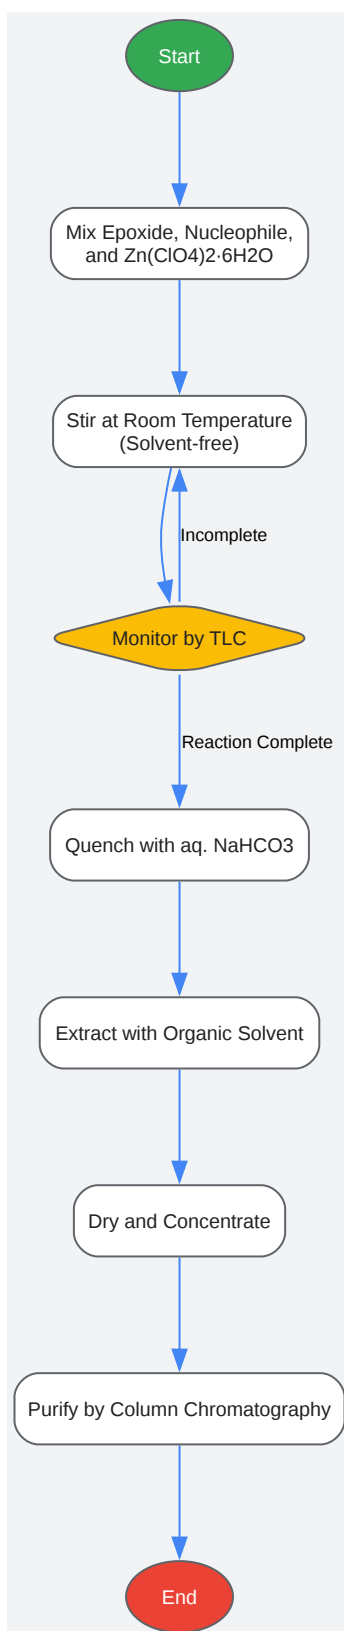 Start
Mix Epoxide, Nucleophile,
and Zn(ClO4)2·6H2O
Stir at Room Temperature
(Solvent-free)
Incomplete
Monitor by TLC
Reaction Complete
Quench with aq. NaHCO3
Extract with Organic Solvent
Dry and Concentrate
Purify by Column Chromatography
End